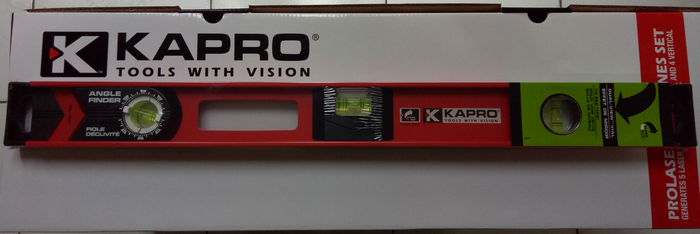 KAPRO®
TOOLS WITH VISION
ANGLE
FINDER
FIOLE
DÉCLIVITÉ
KAPRO
TOOLS WITH VISION
PROLASE
NES SET
GENERATES 5 LASER
AND 4 VERTICAL